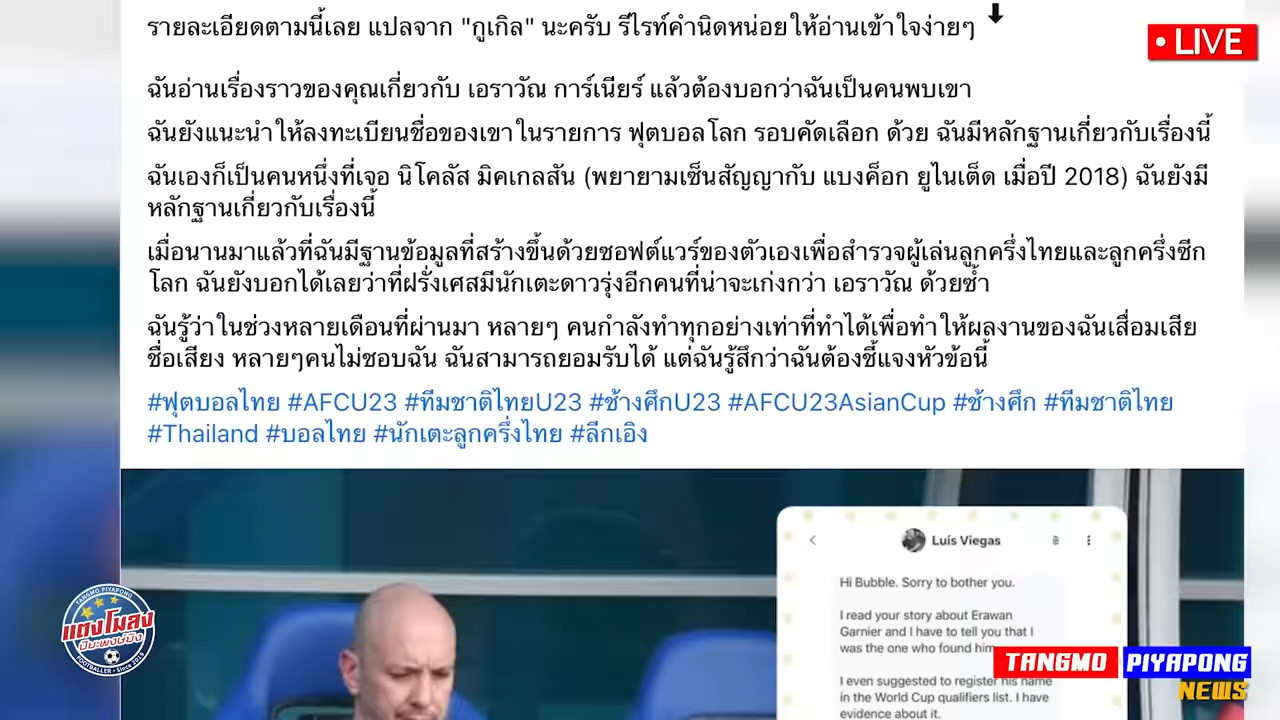 รายละเอียดตามนี้เลย แปลจาก "กูเกิล" นะครับ รีไรท์คำนิดหน่อยให้อ่านเข้าใจง่ายๆ
LIVE
ฉันอ่านเรื่องราวของคุณเกี่ยวกับ เอราวัณ การ์เนียร์ แล้วต้องบอกว่าฉันเป็นคนพบเขา
ฉันยังแนะนำให้ลงทะเบียนชื่อของเขาในรายการ ฟุตบอลโลก รอบคัดเลือก ด้วย ฉันมีหลักฐานเกี่ยวกับเรื่องนี้
ฉันเองก็เป็นคนหนึ่งที่เจอ นิโคลัส มิคเกลสัน (พยายามเซ็นสัญญากับ แบงค็อก ยูไนเต็ด เมื่อปี 2018) ฉันยังมี
หลักฐานเกี่ยวกับเรื่องนี้
เมื่อนานมาแล้วที่ฉันมีฐานข้อมูลที่สร้างขึ้นด้วยซอฟต์แวร์ของตัวเองเพื่อสำรวจผู้เล่นลูกครึ่งไทยและลูกครึ่งซีก
โลก ฉันยังบอกได้เลยว่าที่ฝรั่งเศสมีนักเตะดาวรุ่งอีกคนที่น่าจะเก่งกว่า เอราวัณ ด้วยซ้ำ
ฉันรู้ว่าในช่วงหลายเดือนที่ผ่านมา หลายๆ คนกำลังทำทุกอย่างเท่าที่ทำได้เพื่อทำให้ผลงานของฉันเสื่อมเสีย
ชื่อเสียง หลายๆคนไม่ชอบฉัน ฉันสามารถยอมรับได้ แต่ฉันรู้สึกว่าฉันต้องชี้แจงหัวข้อนี้
#ฟุตบอลไทย #AFCU23 #ทีมชาติไทยU23 #ช้างศึกU23 #AFCU23AsianCup #ช้างศึก #ทีมชาติไทย
#Thailand #บอลไทย #นักเตะลูกครึ่งไทย #ลีกเอิง
Luís Viegas
Hi Bubble. Sorry to bother you.
I read your story about Erawan
Garnier and I have to tell you that I
was the one who found him
I even suggested to register his name
in the World Cup qualifiers list. I have
evidence about it.
TANGMO PIYAPONG
แตงโมลง
ปิยะพงษ์ยิง
FOOTBALLER • Since 2019
TANGMO PIYAPONG
NEWS